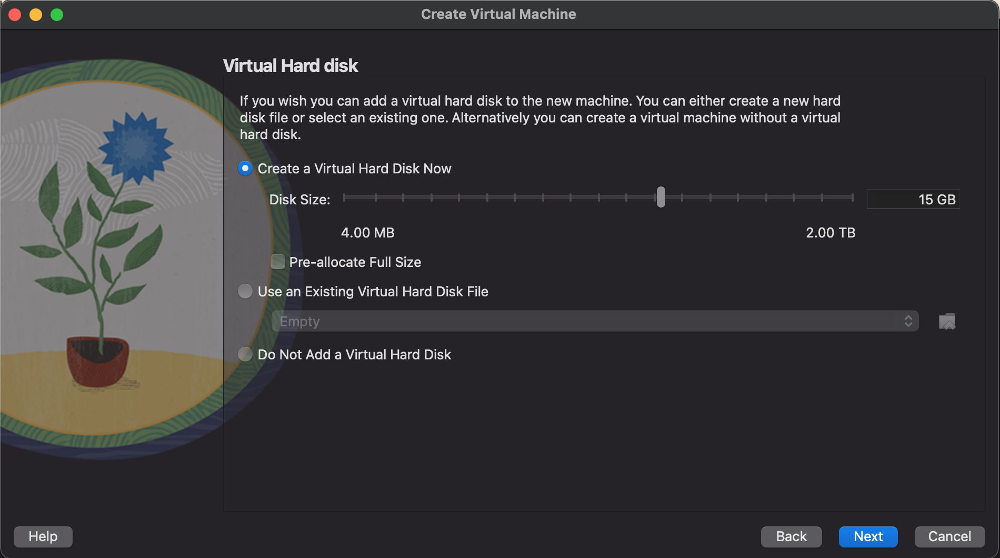 Create Virtual Machine
Virtual Hard disk
If you wish you can add a virtual hard disk to the new machine. You can either create a new hard
disk file or select an existing one. Alternatively you can create a virtual machine without a virtual
hard disk.
Create a Virtual Hard Disk Now
Disk Size:
15 GB
4.00 MB
2.00 TB
Pre-allocate Full Size
Use an Existing Virtual Hard Disk File
Empty
Do Not Add a Virtual Hard Disk
Help
Back
Next
Cancel